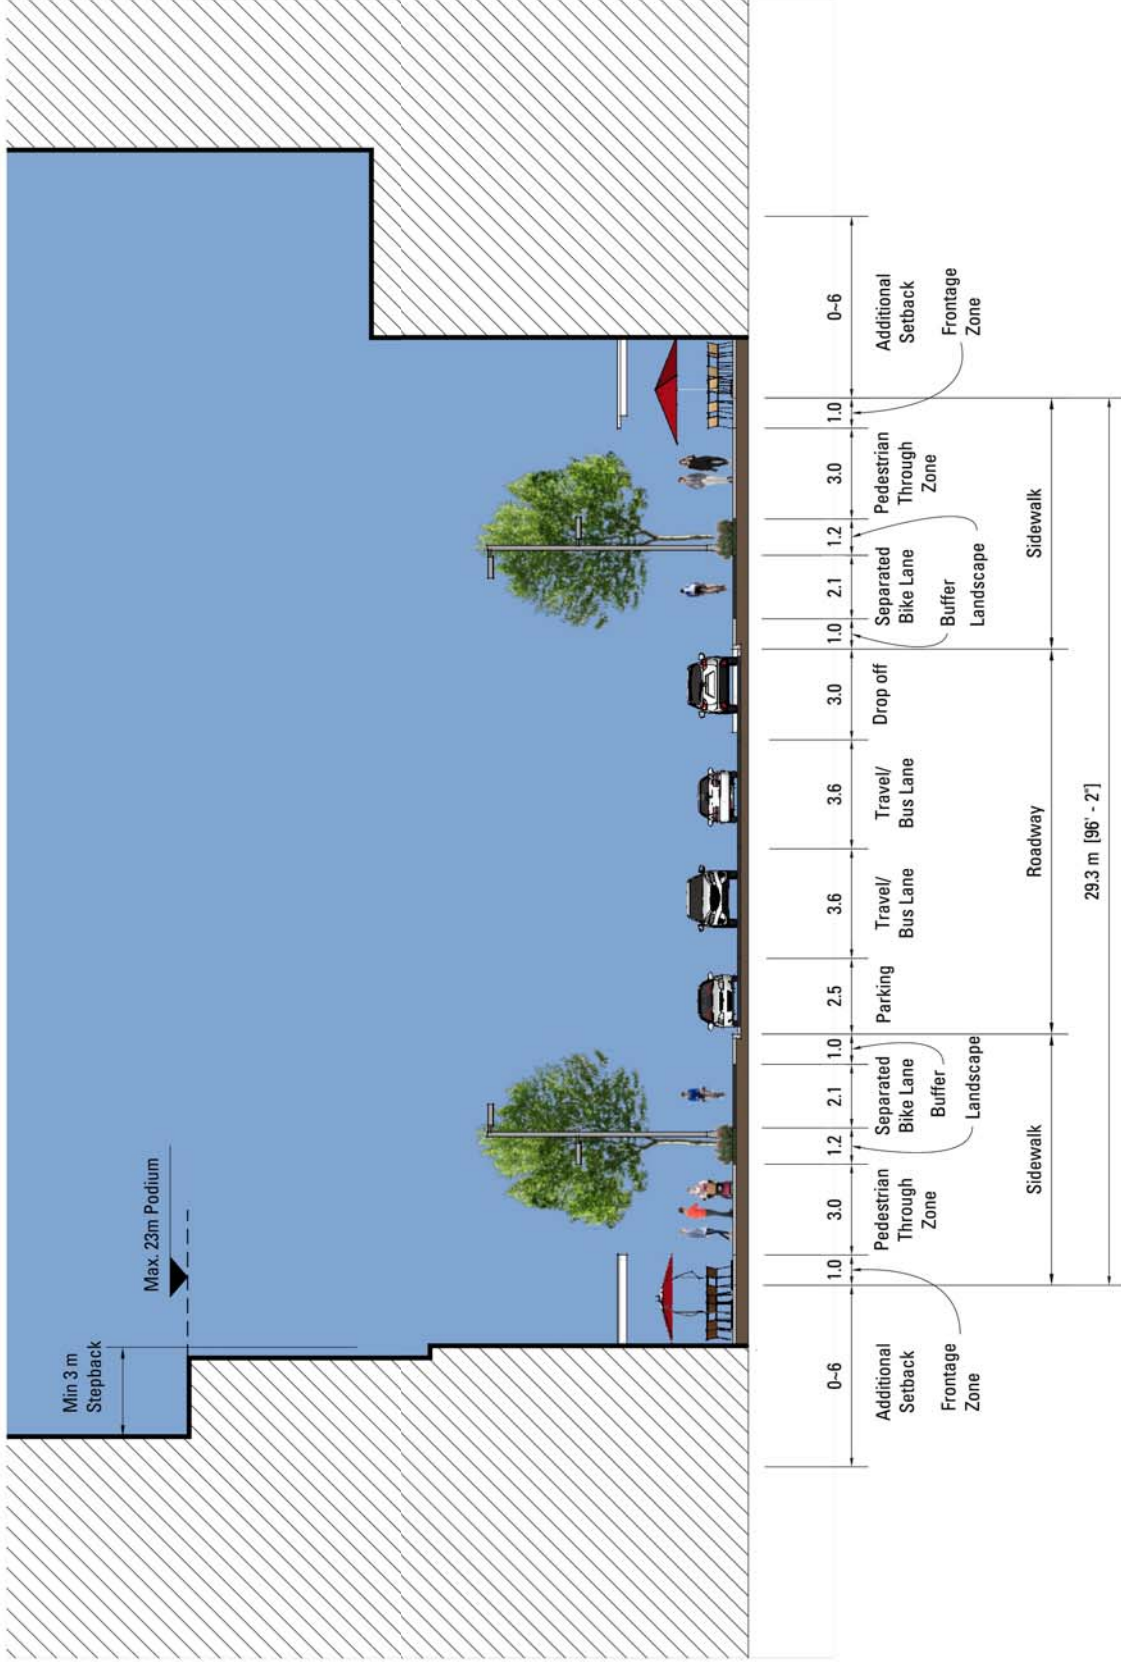 Min 3 m
Stepback
Max. 23m Podium
0~6
1.0
3.0
1.2
2.1
1.0
2.5
3.6
3.6
3.0
1.0
2.1
1.2
3.0
1.0
0~6
Additional
Setback
Frontage
Zone
Pedestrian
Through
Zone
Separated
Bike Lane
Buffer
Landscape
Parking
Travel/
Bus Lane
Travel/
Bus Lane
Drop off
Separated
Bike Lane
Buffer
Landscape
Pedestrian
Through
Zone
Additional
Setback
Frontage
Zone
Sidewalk
Roadway
Sidewalk
29.3 m [96' - 2"]